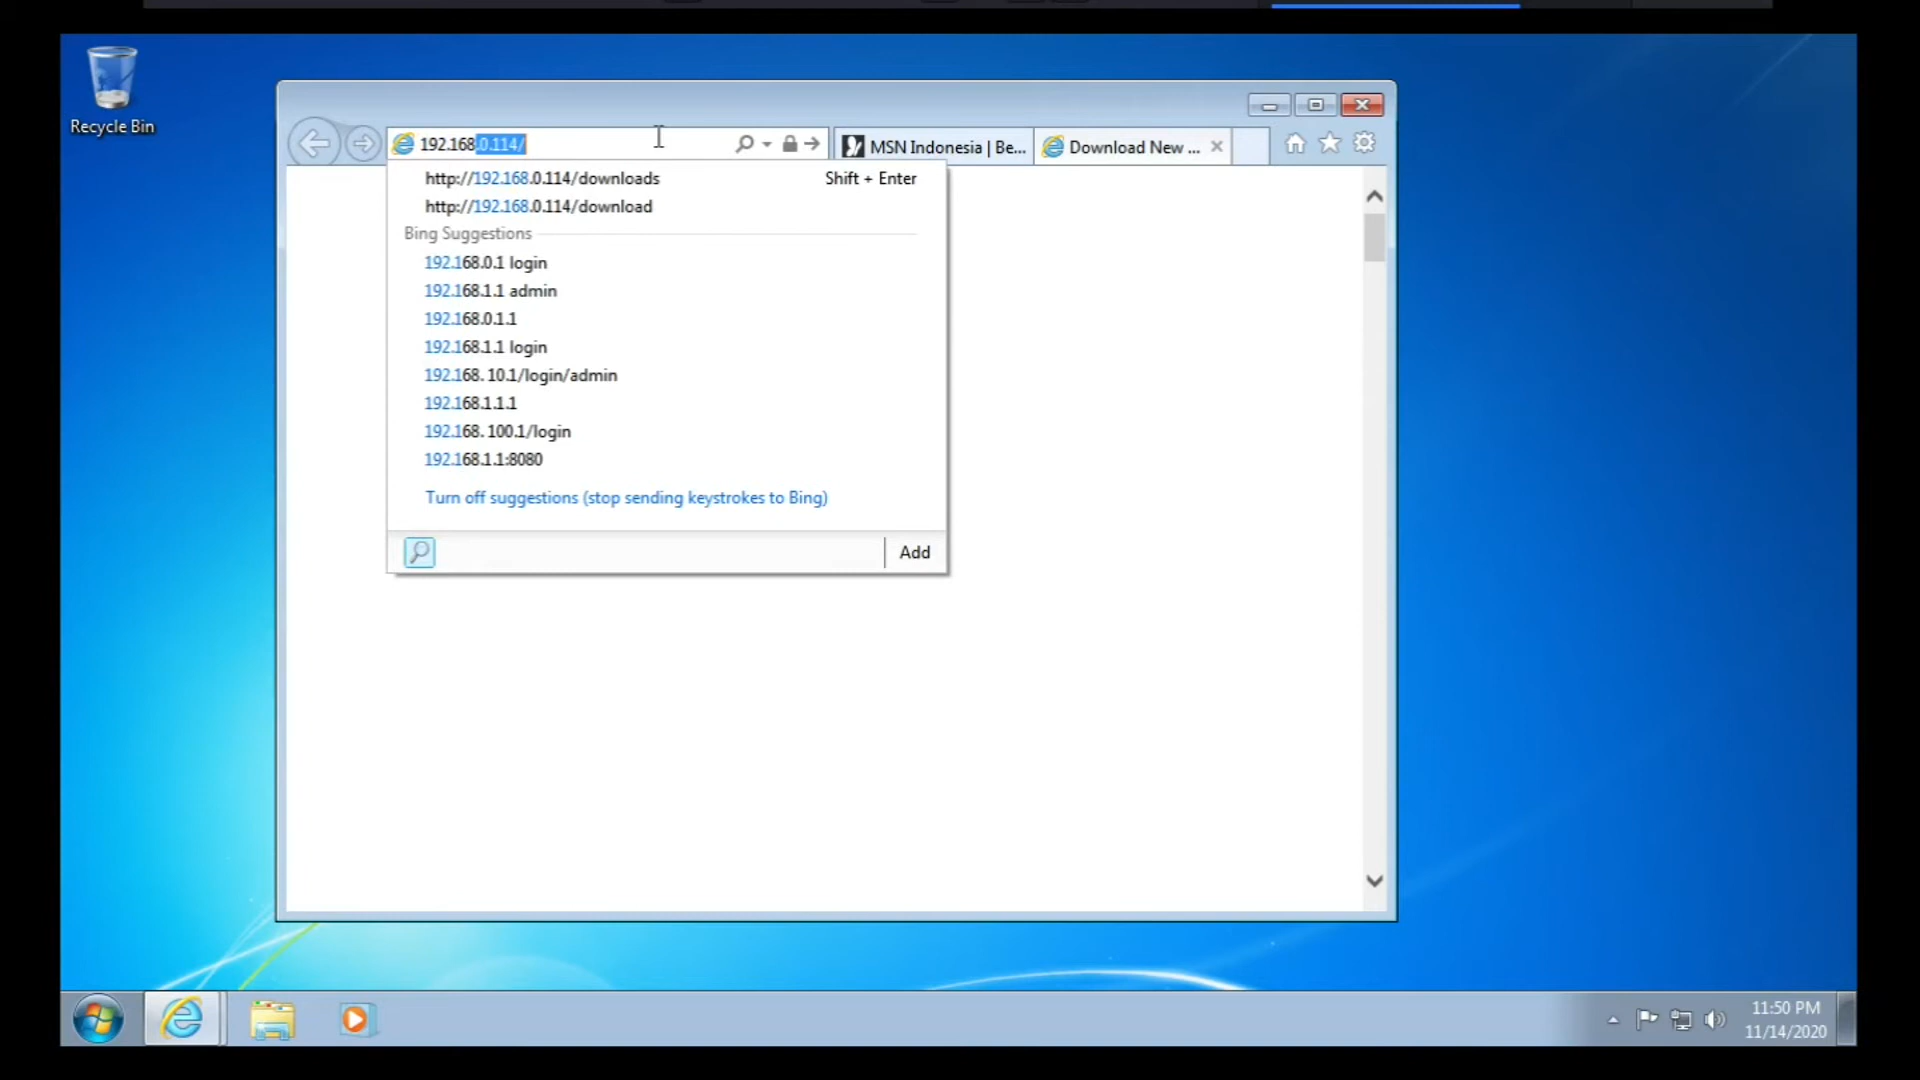 Recycle Bin
192.168.0.114/
MSN Indonesia | Be...
Download New ...
http://192.168.0.114/downloads
Shift + Enter
http://192.168.0.114/download
Bing Suggestions
192.168.0.1 login
192.168.1.1 admin
192.168.0.1.1
192.168.1.1 login
192.168. 10.1/login/admin
192.168.1.1.1
192.168. 100.1/login
192.168.1.1:8080
Turn off suggestions (stop sending keystrokes to Bing)
Add
11:50 PM
11/14/2020